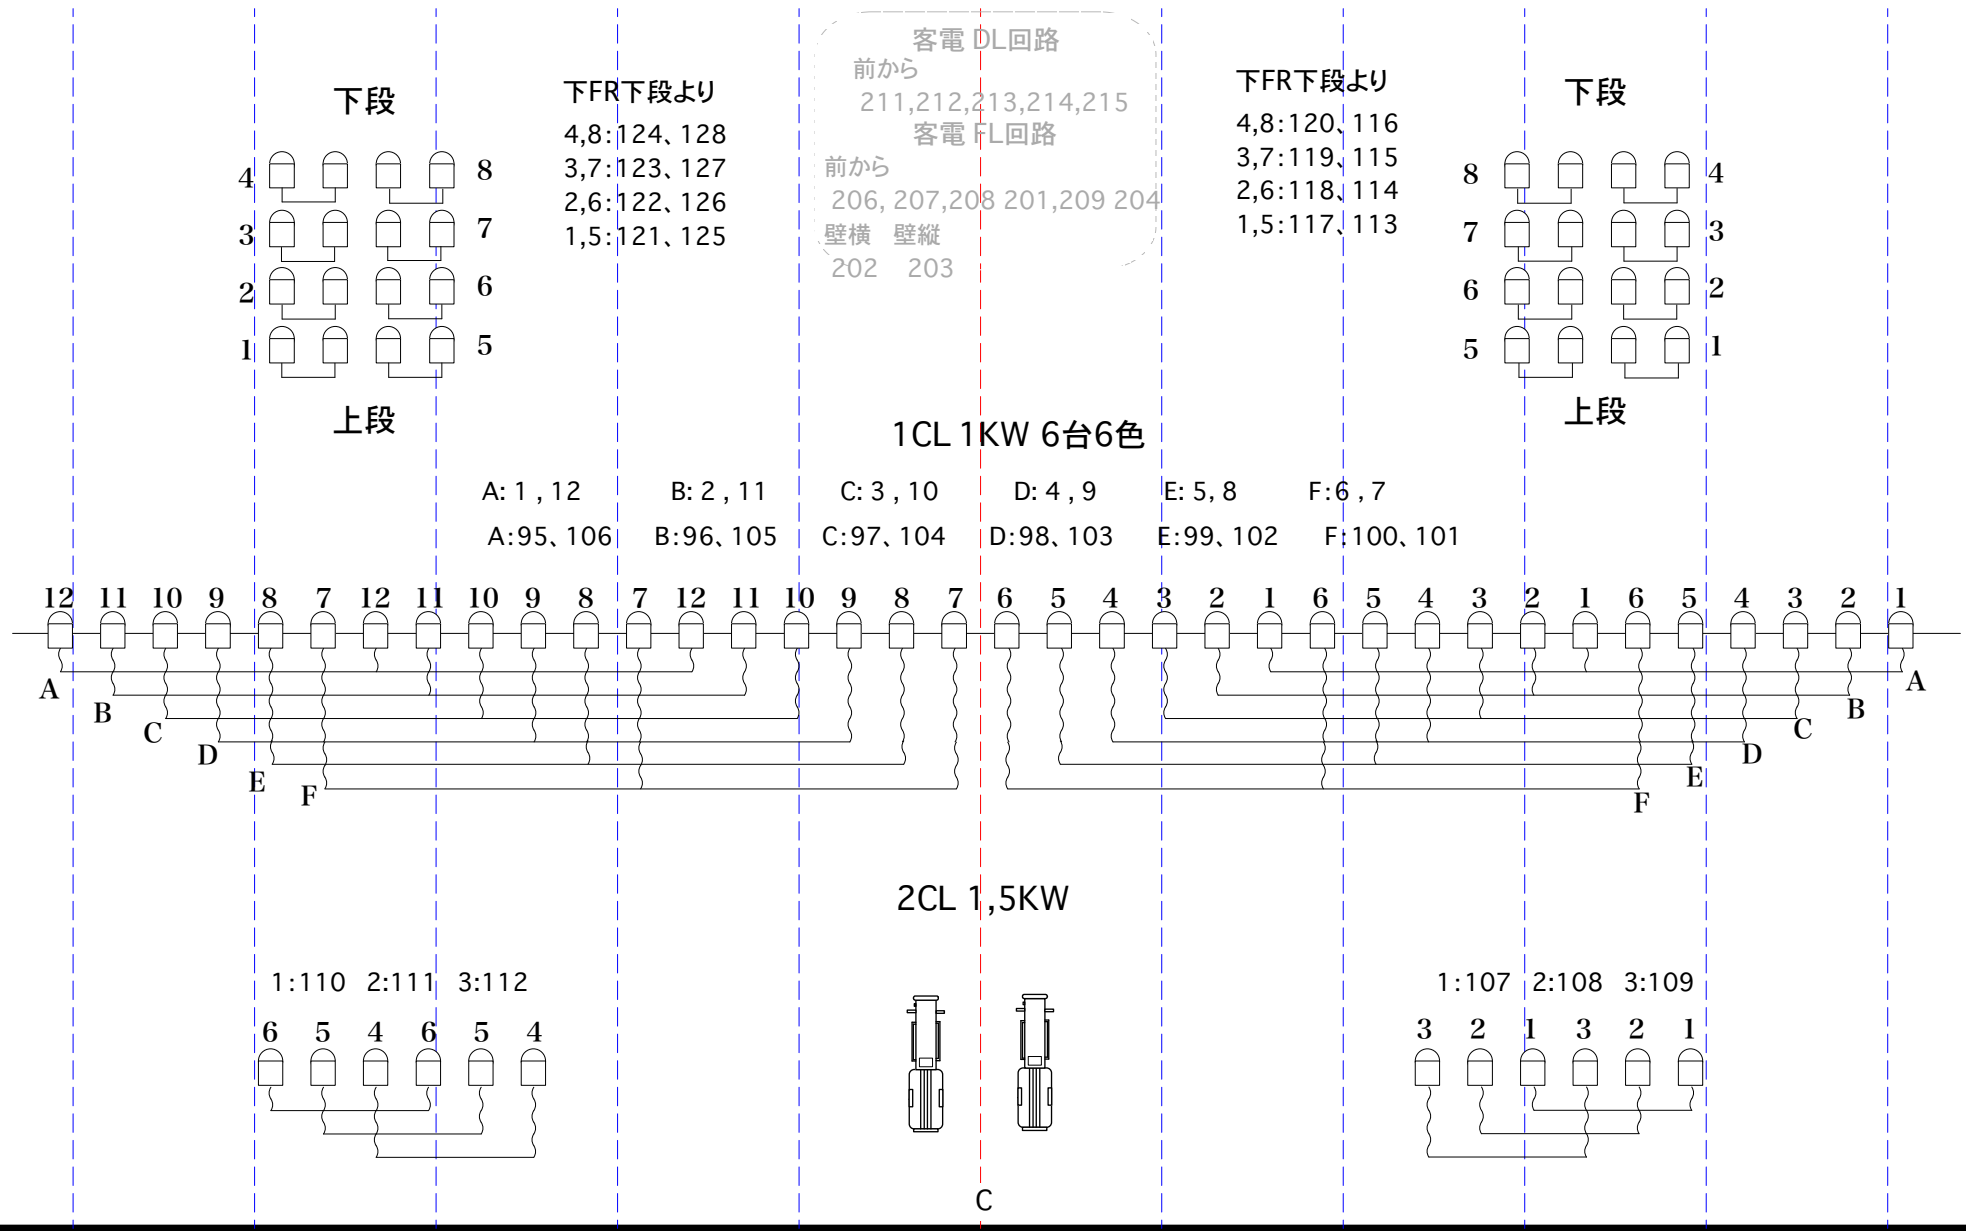 客電 DL回路
前から
211,212,213,214,215
客電 FL回路
前から
206, 207,208 201,209 204
壁横 壁縦
202 203
下段
4 8
3 7
2 6
1 5
上段
下FR下段より
4,8:124、128
3,7:123、127
2,6:122、126
1,5:121、125
下FR下段より
4,8:120、116
3,7:119、115
2,6:118、114
1,5:117、113
下段
8 4
7 3
6 2
5 1
上段
1CL 1KW 6台6色
A: 1 , 12 B: 2 , 11 C: 3 , 10 D: 4 , 9 E: 5, 8 F:6 , 7
A:95、106 B:96、105 C:97、104 D:98、103 E:99、102 F:100、101
12 11 10 9 8 7 12 11 10 9 8 7 12 11 10 9 8 7 6 5 4 3 2 1 6 5 4 3 2 1 6 5 4 3 2 1
A A
B B
C C
D D
E E
F F
2CL 1,5KW
1:110 2:111 3:112
6 5 4 6 5 4
1:107 2:108 3:109
3 2 1 3 2 1
C